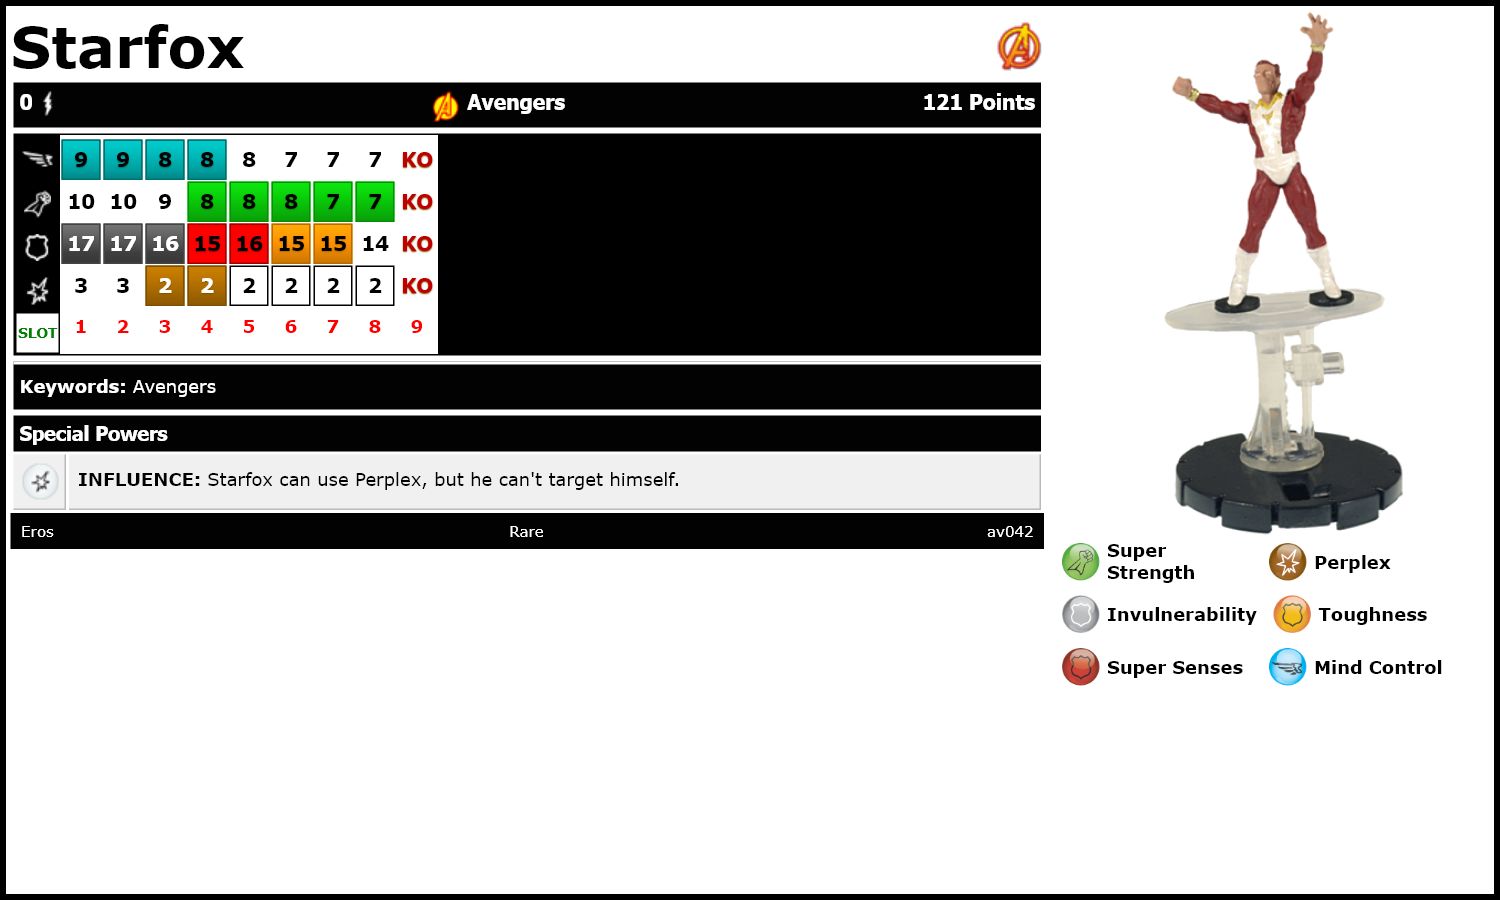 Starfox
0 Avengers 121 Points
9 9 8 8 8 7 7 7 KO
10 10 9 8 8 8 7 7 KO
17 17 16 15 16 15 15 14 KO
3 3 2 2 2 2 2 2 KO
SLOT 1 2 3 4 5 6 7 8 9
Keywords: Avengers
Special Powers
INFLUENCE: Starfox can use Perplex, but he can't target himself.
Eros Rare av042
Super Strength
Perplex
Invulnerability
Toughness
Super Senses
Mind Control